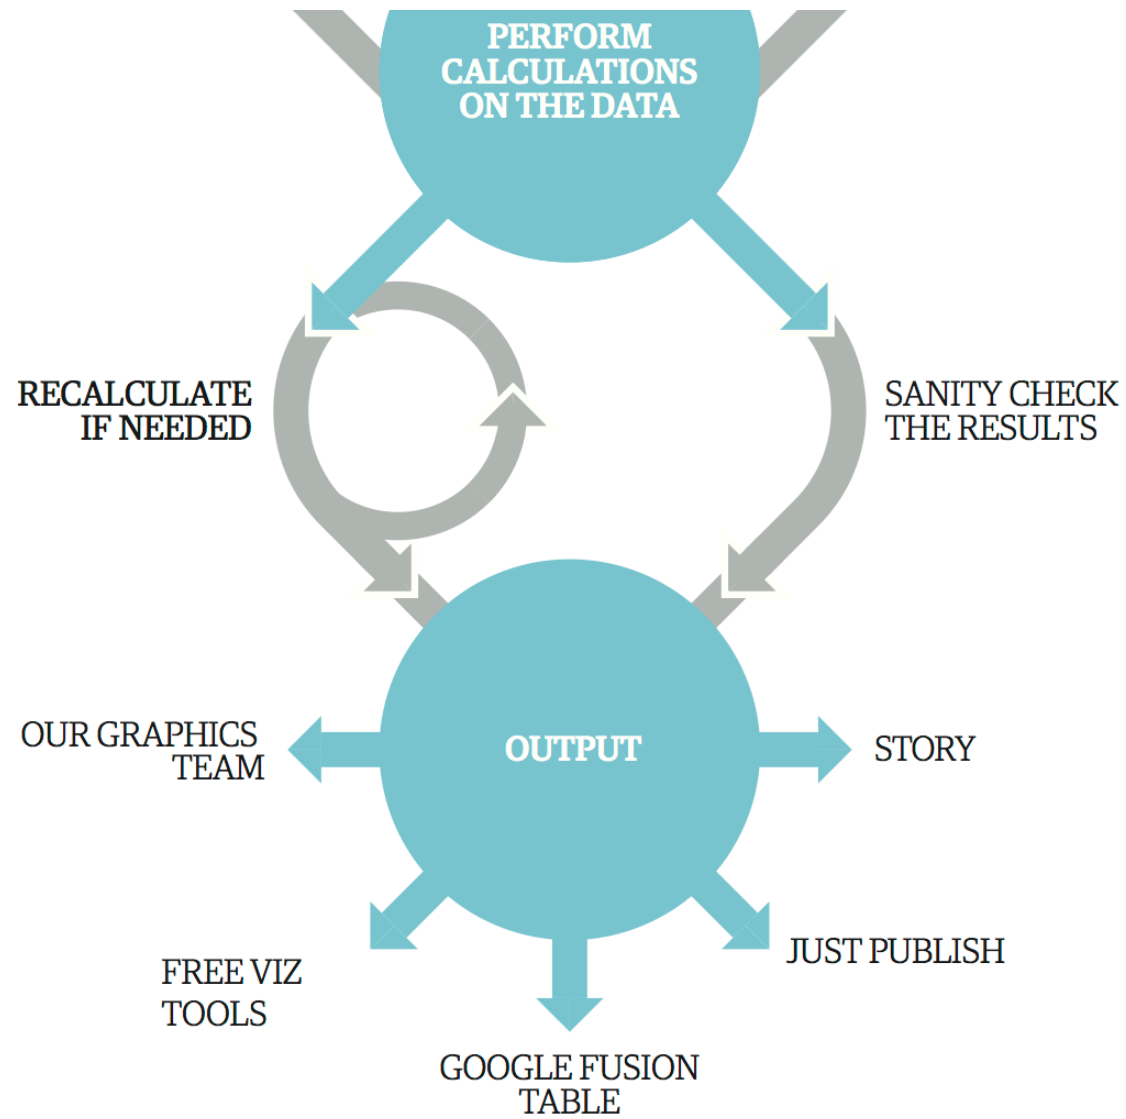 PERFORM
CALCULATIONS
ON THE DATA
RECALCULATE
IF NEEDED
SANITY CHECK
THE RESULTS
OUR GRAPHICS
TEAM
OUTPUT
STORY
FREE VIZ
TOOLS
JUST PUBLISH
GOOGLE FUSION
TABLE